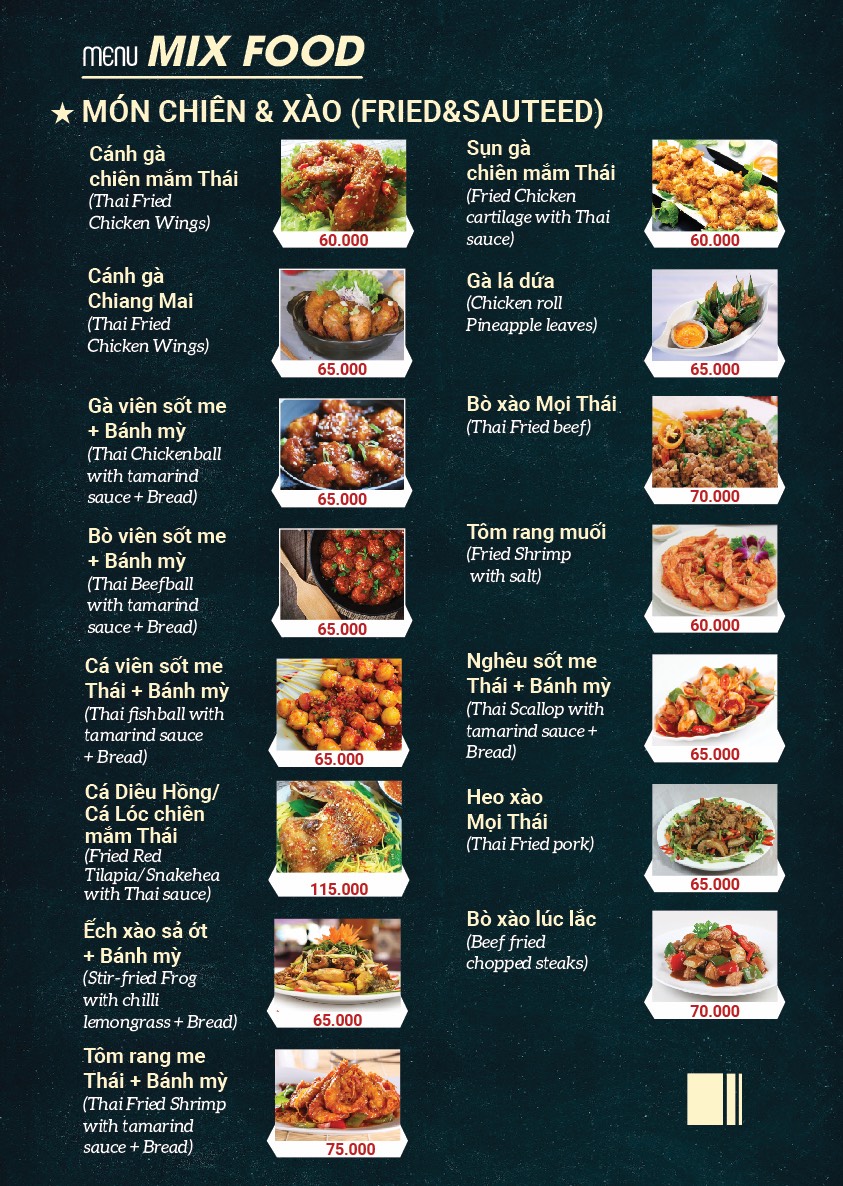 menu MIX FOOD
★ MÓN CHIÊN & XÀO (FRIED&SAUTEED)
Cánh gà
chiên mắm Thái
(Thai Fried
Chicken Wings)
60.000
Cánh gà
Chiang Mai
(Thai Fried
Chicken Wings)
65.000
Gà viên sốt me
+ Bánh mỳ
(Thai Chickenball
with tamarind
sauce + Bread)
65.000
Bò viên sốt me
+ Bánh mỳ
(Thai Beefball
with tamarind
sauce + Bread)
65.000
Cá viên sốt me
Thái + Bánh mỳ
(Thai fishball with
tamarind sauce
+ Bread)
65.000
Cá Diêu Hồng/
Cá Lóc chiên
mắm Thái
(Fried Red
Tilapia/Snakehea
with Thai sauce)
115.000
Ếch xào sả ớt
+ Bánh mỳ
(Stir-fried Frog
with chilli
lemongrass + Bread)
65.000
Tôm rang me
Thái + Bánh mỳ
(Thai Fried Shrimp
with tamarind
sauce + Bread)
75.000
Sụn gà
chiên mắm Thái
(Fried Chicken
cartilage with Thai
sauce)
60.000
Gà lá dứa
(Chicken roll
Pineapple leaves)
65.000
Bò xào Mọi Thái
(Thai Fried beef)
70.000
Tôm rang muối
(Fried Shrimp
with salt)
60.000
Nghêu sốt me
Thái + Bánh mỳ
(Thai Scallop with
tamarind sauce +
Bread)
65.000
Heo xào
Mọi Thái
(Thai Fried pork)
65.000
Bò xào lúc lắc
(Beef fried
chopped steaks)
70.000